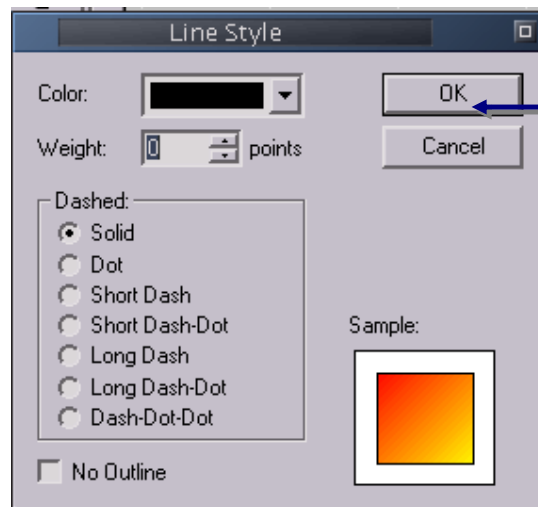 Line Style
Color:
OK
Weight: 0 points
Cancel
Dashed:
Solid
Dot
Short Dash
Short Dash-Dot
Long Dash
Long Dash-Dot
Dash-Dot-Dot
Sample:
No Outline